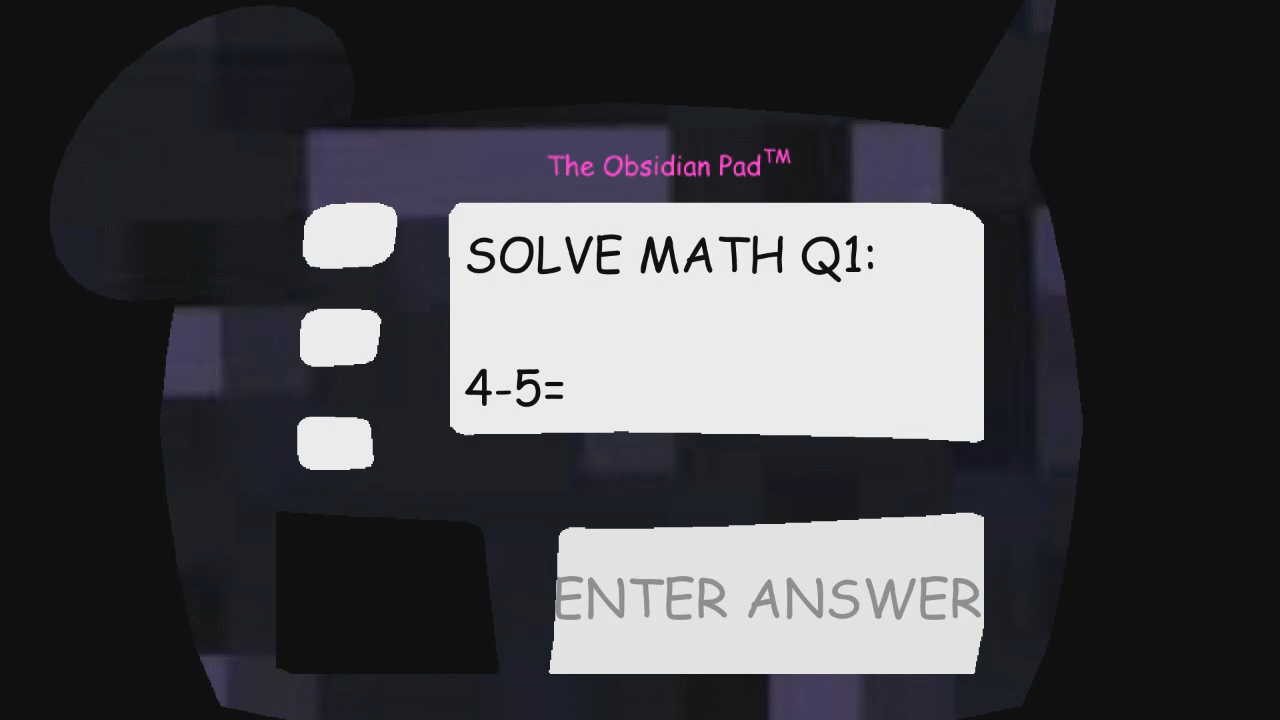 The Obsidian Pad™
SOLVE MATH Q1:
4-5=
ENTER ANSWER